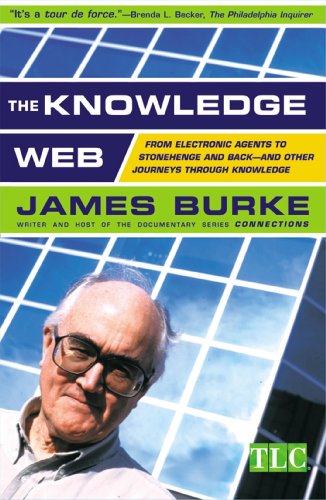 "It's a tour de force."—Brenda L. Becker, The Philadelphia Inquirer
THE KNOWLEDGE
WEB
FROM ELECTRONIC AGENTS TO
STONEHENGE AND BACK—AND OTHER
JOURNEYS THROUGH KNOWLEDGE
JAMES BURKE
WRITER AND HOST OF THE DOCUMENTARY SERIES CONNECTIONS
TLC